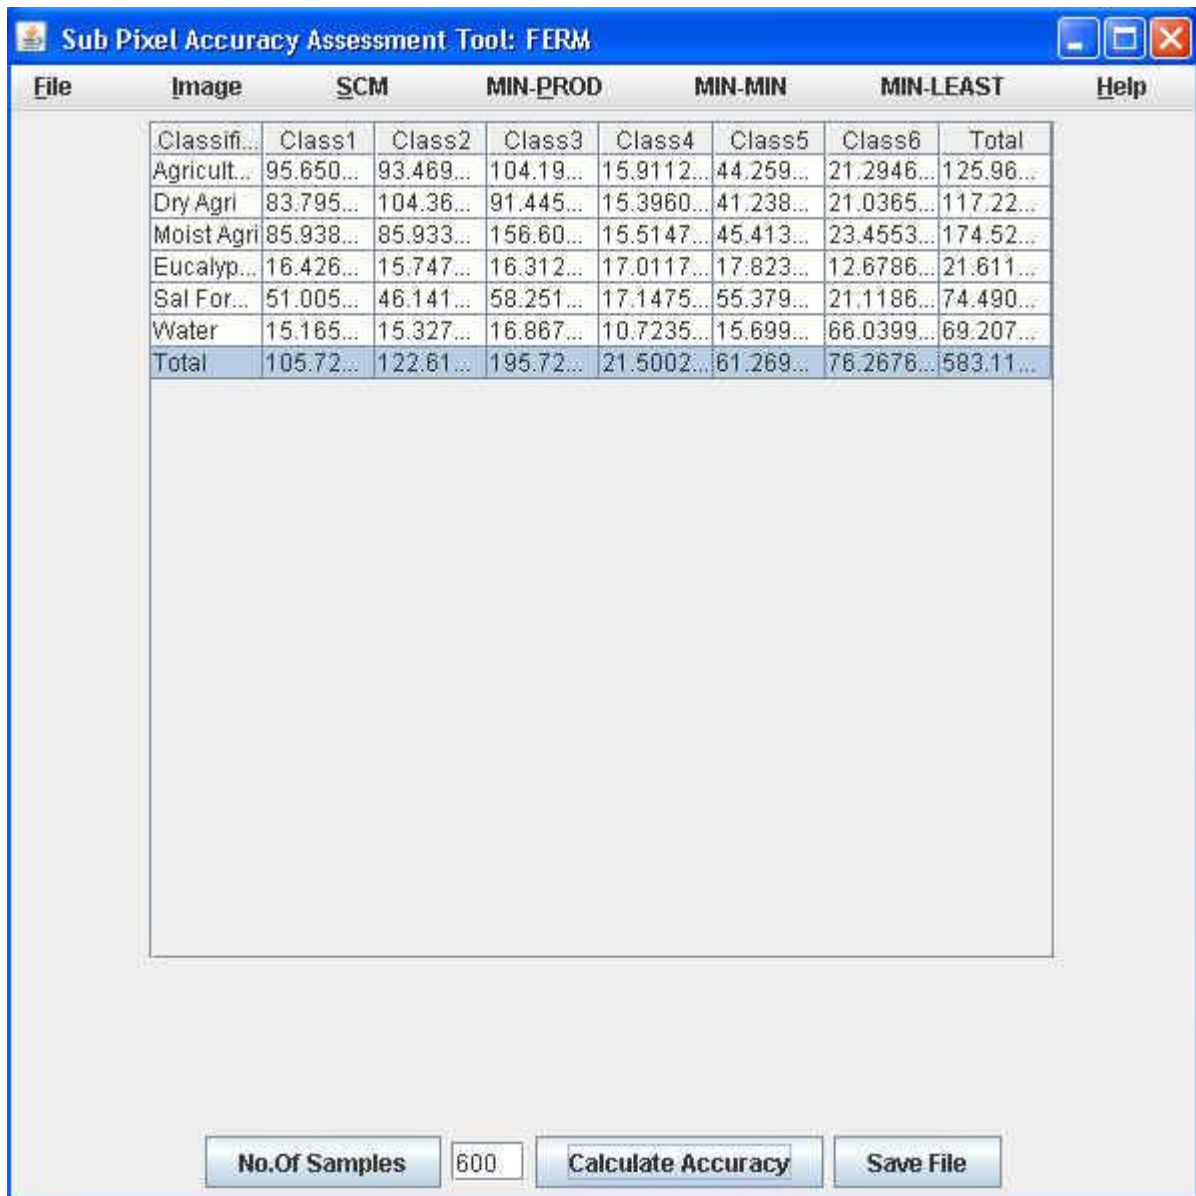 Sub Pixel Accuracy Assessment Tool: FERM
File Image SCM MIN-PROD MIN-MIN MIN-LEAST Help
Classifi... Class1 Class2 Class3 Class4 Class5 Class6 Total
Agricult... 95.650... 93.469... 104.19... 15.9112... 44.259... 21.2946... 125.96...
Dry Agri 83.795... 104.36... 91.445... 15.3960... 41.238... 21.0365... 117.22...
Moist Agri 85.938... 85.933... 156.60... 15.5147... 45.413... 23.4553... 174.52...
Eucalyp... 16.426... 15.747... 16.312... 17.0117... 17.823... 12.6786... 21.611...
Sal For... 51.005... 46.141... 58.251... 17.1475... 55.379... 21.1186... 74.490...
Water 15.165... 15.327... 16.867... 10.7235... 15.699... 66.0399... 69.207...
Total 105.72... 122.61... 195.72... 21.5002... 61.269... 76.2676... 583.11...
No.Of Samples 600 Calculate Accuracy Save File